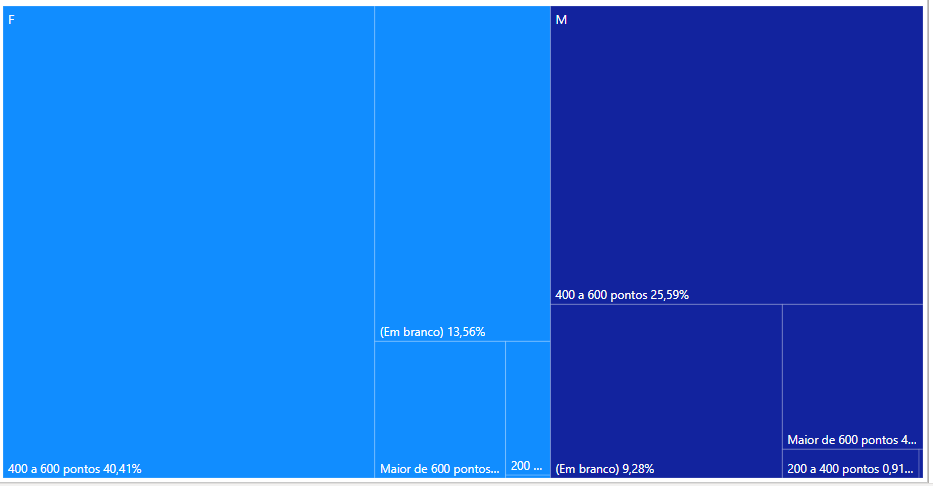 F
400 a 600 pontos 40,41%
(Em branco) 13,56%
Maior de 600 pontos...
200 ...
M
400 a 600 pontos 25,59%
(Em branco) 9,28%
Maior de 600 pontos 4...
200 a 400 pontos 0,91...